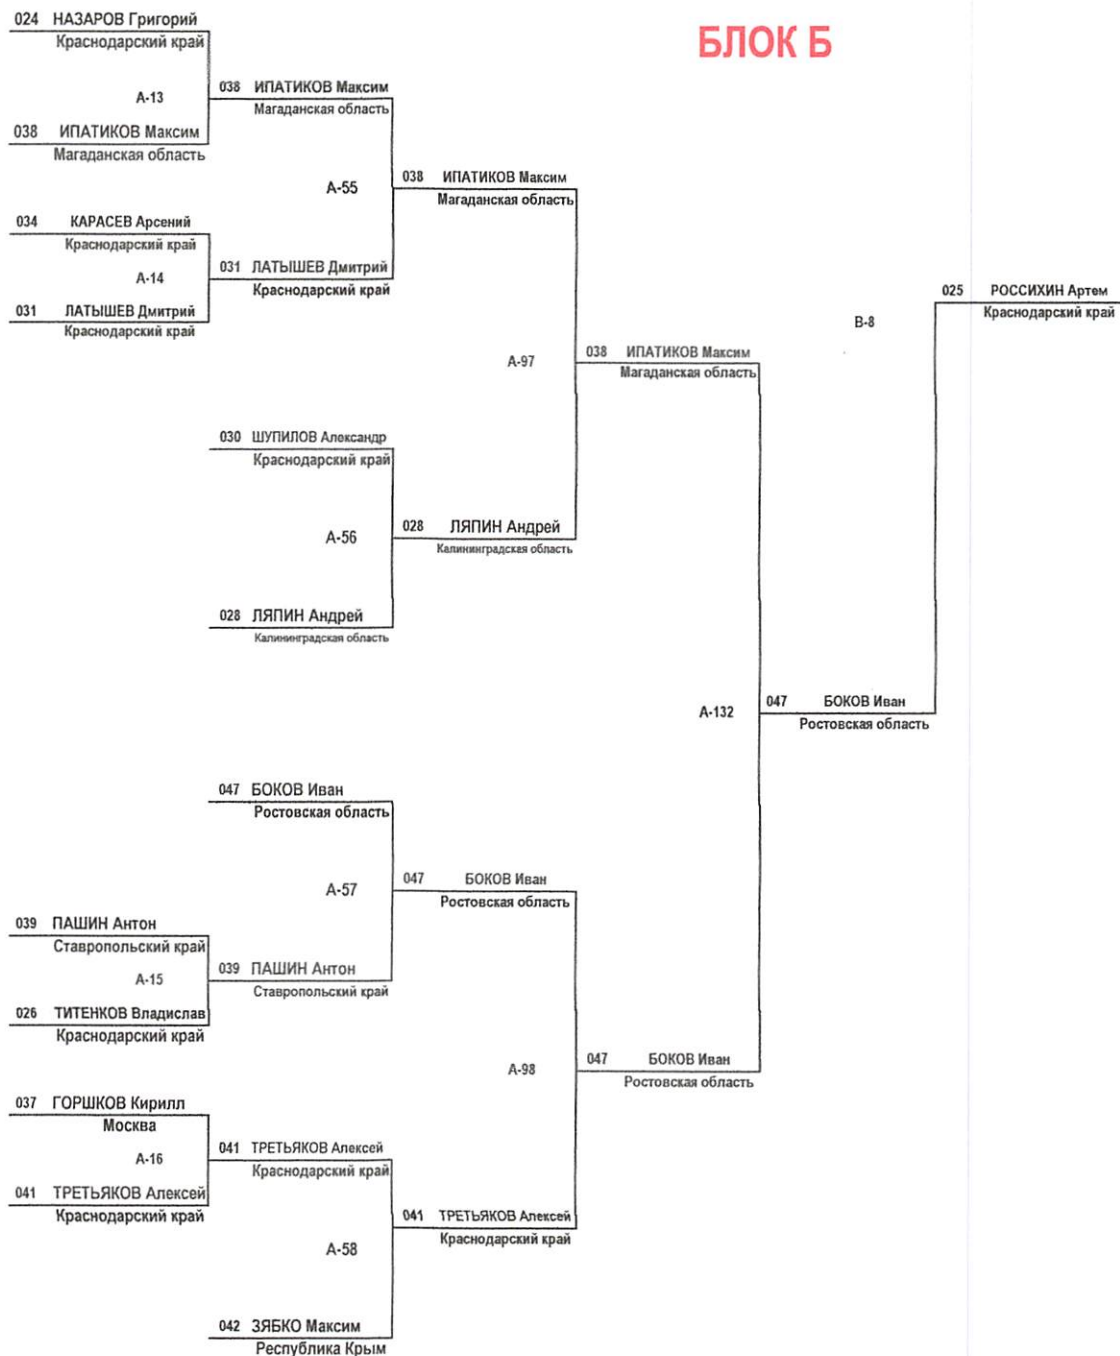 БЛОК Б
024 НАЗАРОВ Григорий
Краснодарский край
А-13
038 ИПАТИКОВ Максим
Магаданская область
038 ИПАТИКОВ Максим
Магаданская область
А-55
038 ИПАТИКОВ Максим
Магаданская область
034 КАРАСЕВ Арсений
Краснодарский край
А-14
031 ЛАТЫШЕВ Дмитрий
Краснодарский край
031 ЛАТЫШЕВ Дмитрий
Краснодарский край
025 РОССИХИН Артем
Краснодарский край
В-8
А-97
038 ИПАТИКОВ Максим
Магаданская область
030 ШУПИЛОВ Александр
Краснодарский край
А-56
028 ЛЯПИН Андрей
Калининградская область
028 ЛЯПИН Андрей
Калининградская область
А-132
047 БОКОВ Иван
Ростовская область
047 БОКОВ Иван
Ростовская область
А-57
047 БОКОВ Иван
Ростовская область
039 ПАШИН Антон
Ставропольский край
А-15
039 ПАШИН Антон
Ставропольский край
026 ТИТЕНКОВ Владислав
Краснодарский край
А-98
047 БОКОВ Иван
Ростовская область
037 ГОРШКОВ Кирилл
Москва
А-16
041 ТРЕТЬЯКОВ Алексей
Краснодарский край
041 ТРЕТЬЯКОВ Алексей
Краснодарский край
041 ТРЕТЬЯКОВ Алексей
Краснодарский край
А-58
042 ЗЯБКО Максим
Республика Крым